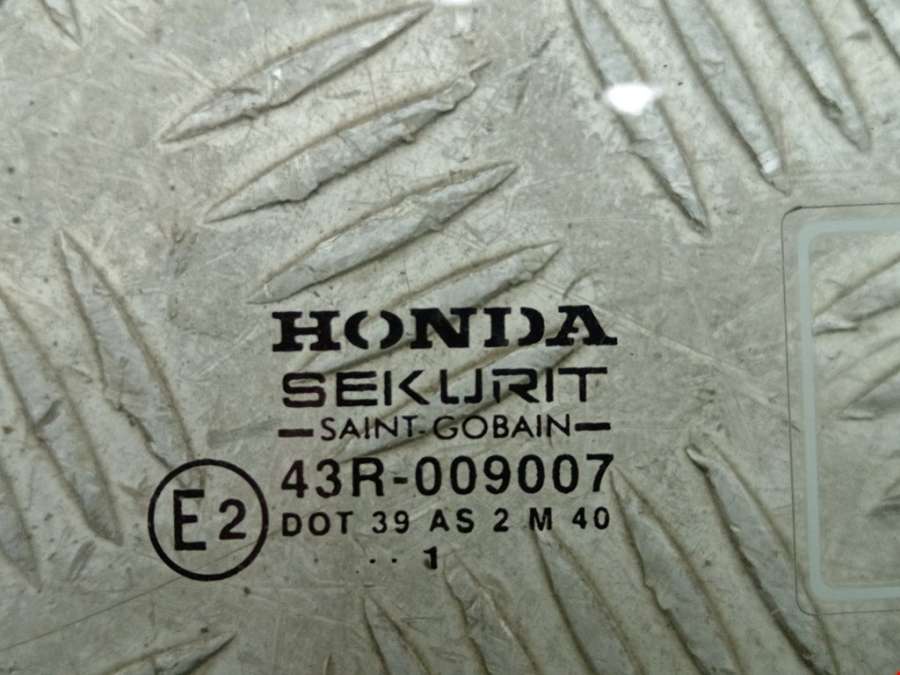 HONDA
SEKURIT
SAINT-GOBAIN
43R-009007
E2
DOT 39 AS 2 M 40
.. 1